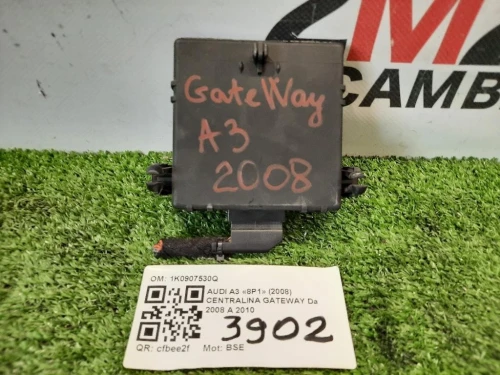 M
CAMB
GateWay
A3
2008
OM: 1K0907530Q
AUDI A3 «8P1» (2008)
CENTRALINA GATEWAY Da
2008 A 2010
3902
QR: cfbee2f Mot: BSE